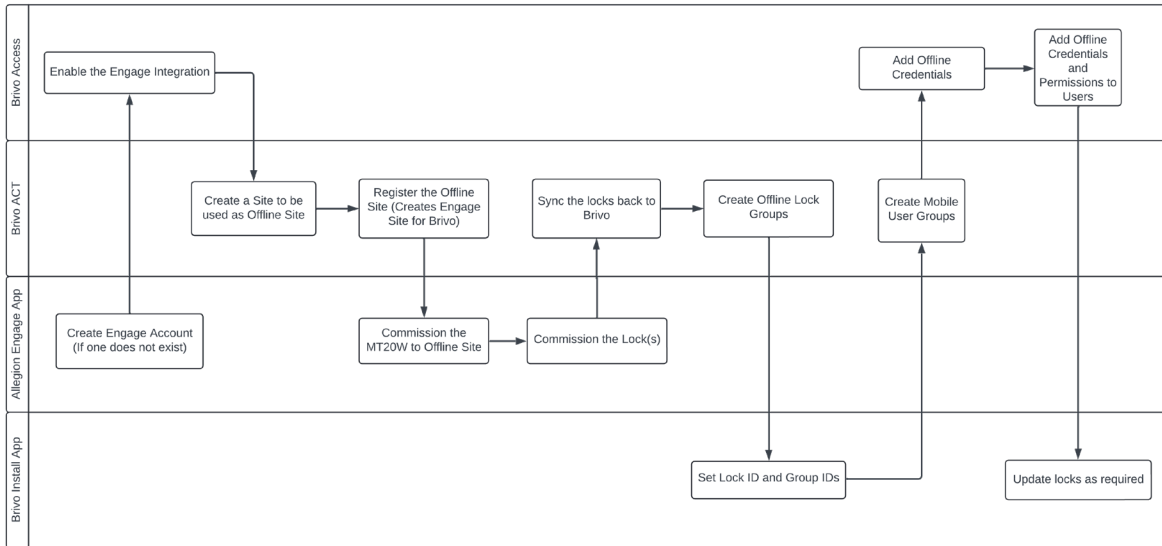 Brivo Access
Enable the Engage Integration
Add Offline
Credentials
Add Offline
Credentials
and
Permissions to
Users
Brivo ACT
Create a Site to be
used as Offline Site
Register the Offline
Site (Creates Engage
Site for Brivo)
Sync the locks back to
Brivo
Create Offline Lock
Groups
Create Mobile
User Groups
Allegion Engage App
Create Engage Account
(If one does not exist)
Commission the
MT20W to Offline Site
Commission the Lock(s)
Brivo Install App
Set Lock ID and Group IDs
Update locks as required